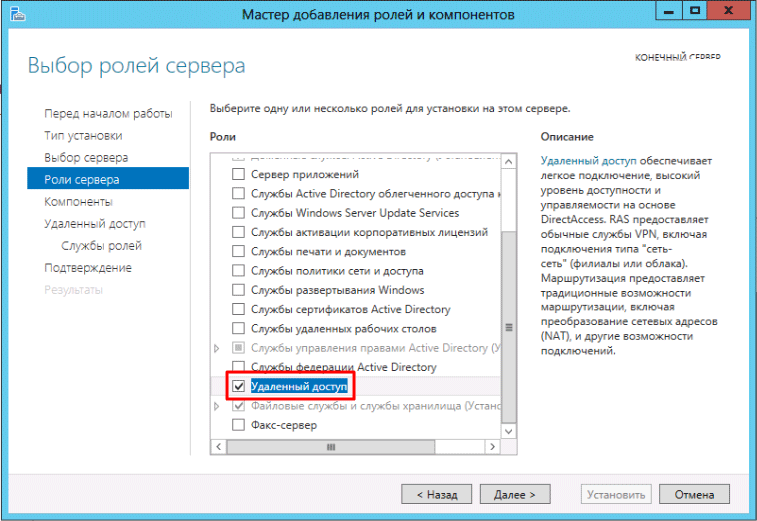 Мастер добавления ролей и компонентов
Выбор ролей сервера
КОНЕЧНЫЙ СЕРВЕР
Перед началом работы
Тип установки
Выбор сервера
Роли сервера
Компоненты
Удаленный доступ
Службы ролей
Подтверждение
Результаты
Выберите одну или несколько ролей для установки на этом сервере.
Роли
Сервер приложений
Службы Active Directory облегченного доступа к
Службы Windows Server Update Services
Службы активации корпоративных лицензий
Службы печати и документов
Службы политики сети и доступа
Службы развертывания Windows
Службы сертификатов Active Directory
Службы удаленных рабочих столов
Службы управления правами Active Directory (У
Службы федерации Active Directory
Удаленный доступ
Файловые службы и службы хранилища (Устано
Факс-сервер
Описание
Удаленный доступ обеспечивает
легкое подключение, высокий
уровень доступности и
управляемости на основе
DirectAccess. RAS предоставляет
обычные службы VPN, включая
подключения типа "сеть-
сеть" (филиалы или облака).
Маршрутизация предоставляет
традиционные возможности
маршрутизации, включая
преобразование сетевых адресов
(NAT), и другие возможности
подключений.
< Назад
Далее >
Установить
Отмена